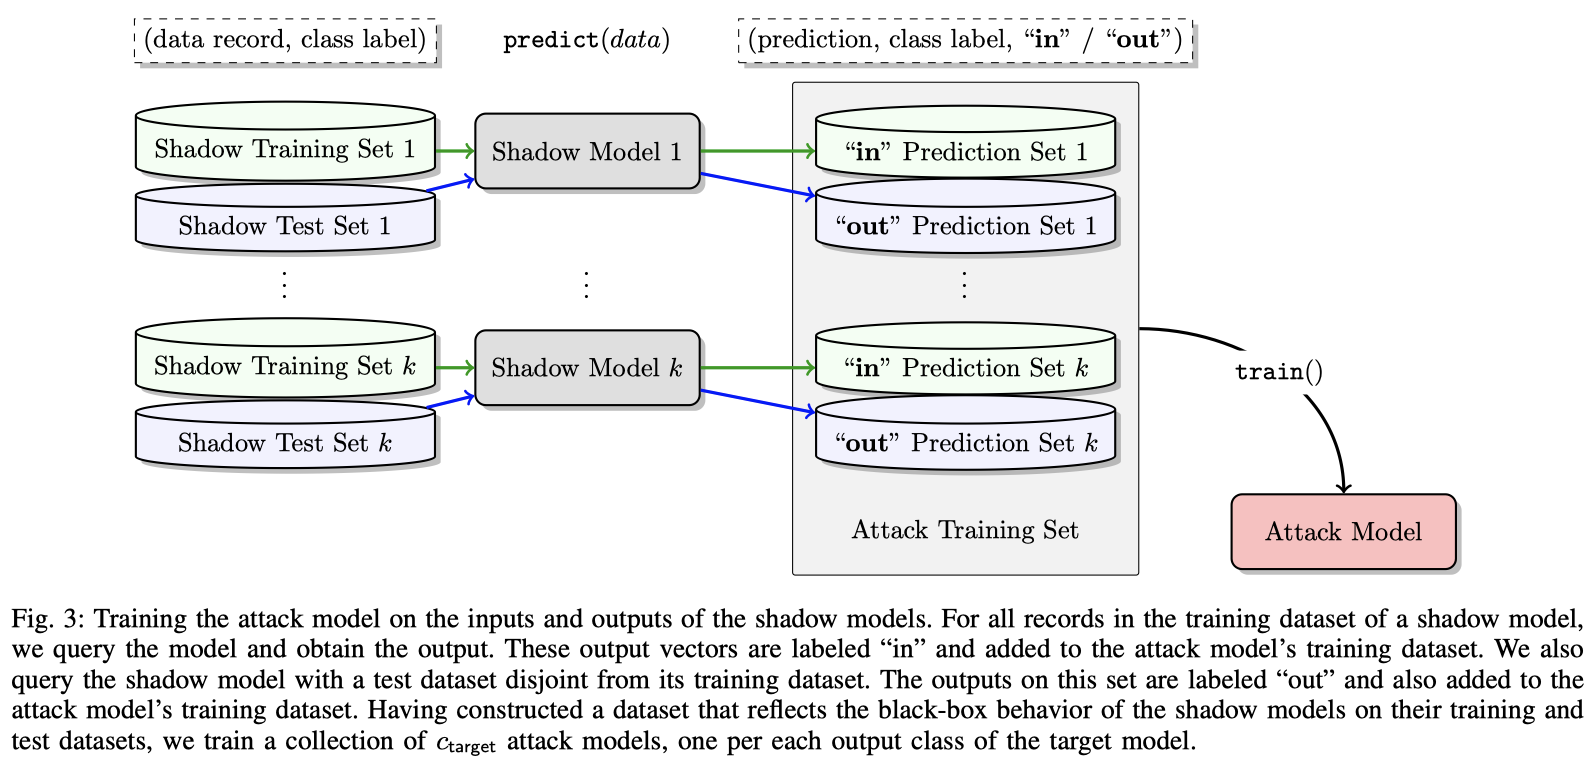 (data record, class label)
predict(data)
(prediction, class label, “in” / “out”)
Shadow Training Set 1
Shadow Model 1
“in” Prediction Set 1
Shadow Test Set 1
“out” Prediction Set 1
⋮
⋮
⋮
Shadow Training Set k
Shadow Model k
“in” Prediction Set k
train()
Shadow Test Set k
“out” Prediction Set k
Attack Training Set
Attack Model
Fig. 3: Training the attack model on the inputs and outputs of the shadow models. For all records in the training dataset of a shadow model,
we query the model and obtain the output. These output vectors are labeled “in” and added to the attack model’s training dataset. We also
query the shadow model with a test dataset disjoint from its training dataset. The outputs on this set are labeled “out” and also added to the
attack model’s training dataset. Having constructed a dataset that reflects the black-box behavior of the shadow models on their training and
test datasets, we train a collection of c_target attack models, one per each output class of the target model.